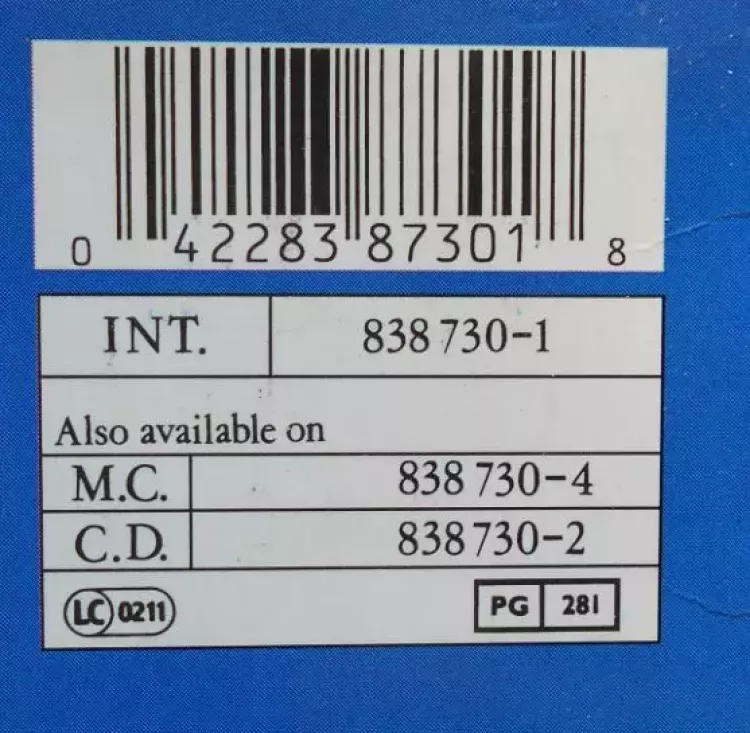 0 42283 87301 8
INT. 838 730-1
Also available on
M.C. 838 730-4
C.D. 838 730-2
LC 0211 PG 281